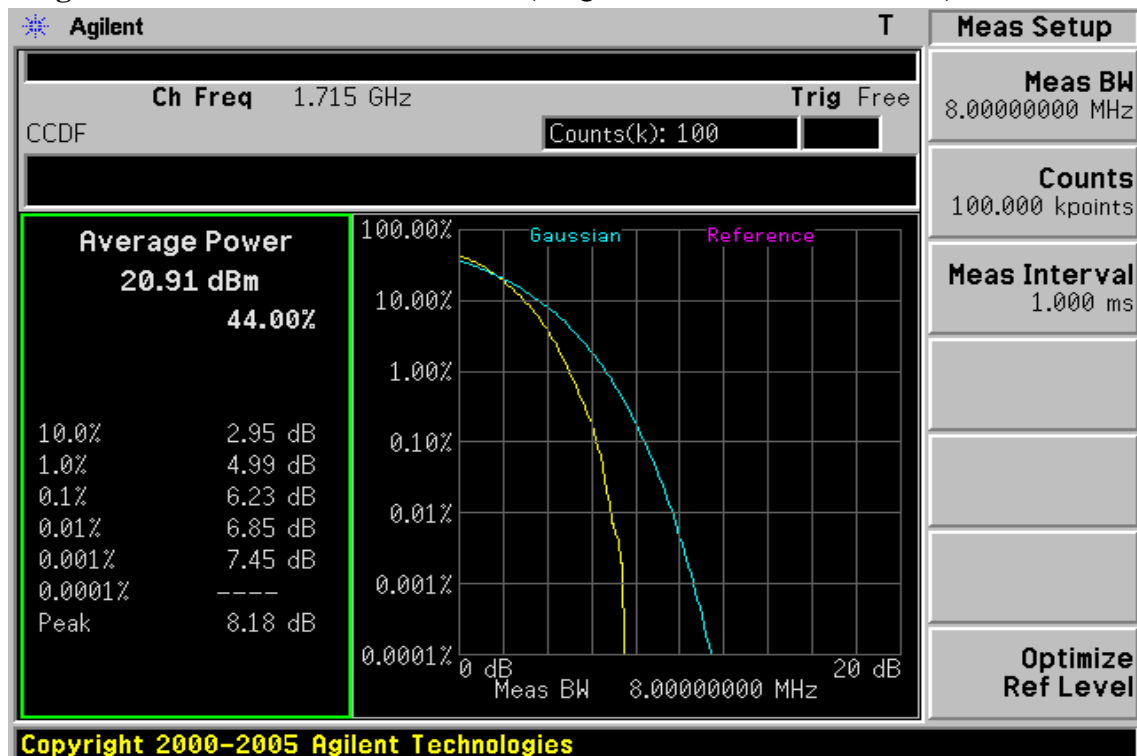 Agilent T Meas Setup
Ch Freq 1.715 GHz Trig Free
CCDF Counts(k): 100
Meas BW
8.00000000 MHz
Counts
100.000 kpoints
Meas Interval
1.000 ms
Optimize
Ref Level
Average Power
20.91 dBm
44.00%
10.0% 2.95 dB
1.0% 4.99 dB
0.1% 6.23 dB
0.01% 6.85 dB
0.001% 7.45 dB
0.0001% ----
Peak 8.18 dB
Gaussian Reference
100.00%
10.00%
1.00%
0.10%
0.01%
0.001%
0.0001%
0 dB 20 dB
Meas BW 8.00000000 MHz
Copyright 2000-2005 Agilent Technologies